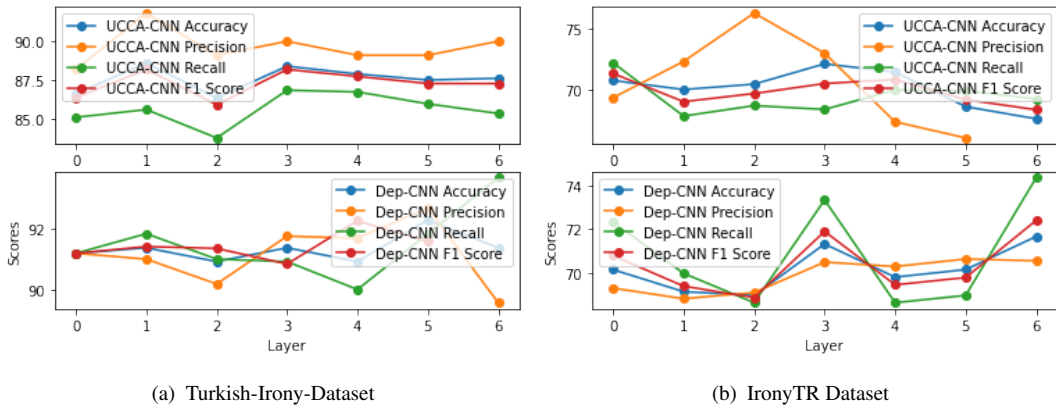 90.0
87.5
85.0
UCCA-CNN Accuracy
UCCA-CNN Precision
UCCA-CNN Recall
UCCA-CNN F1 Score
0 1 2 3 4 5 6
92
90
Scores
Dep-CNN Accuracy
Dep-CNN Precision
Dep-CNN Recall
Dep-CNN F1 Score
0 1 2 3 4 5 6
Layer
(a) Turkish-Irony-Dataset
75
70
UCCA-CNN Accuracy
UCCA-CNN Precision
UCCA-CNN Recall
UCCA-CNN F1 Score
0 1 2 3 4 5 6
74
72
70
Scores
Dep-CNN Accuracy
Dep-CNN Precision
Dep-CNN Recall
Dep-CNN F1 Score
0 1 2 3 4 5 6
Layer
(b) IronyTR Dataset